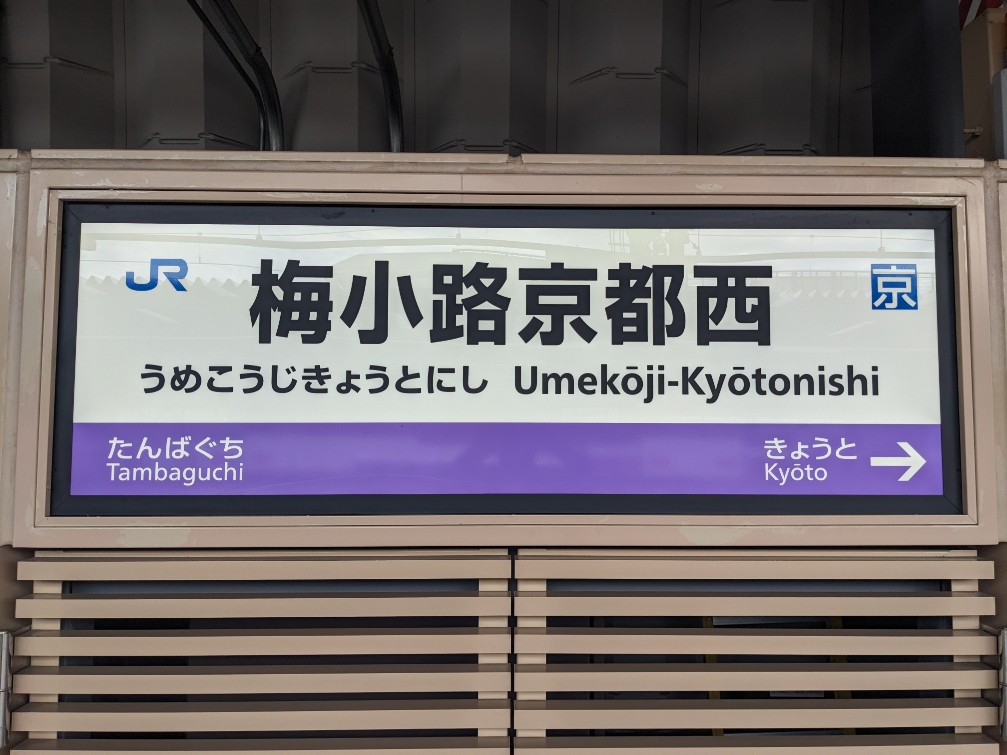 JR 梅小路京都西 京
うめこうじきょうとにし Umekōji-Kyōtonishi
たんばぐち きょうと →
Tambaguchi Kyōto